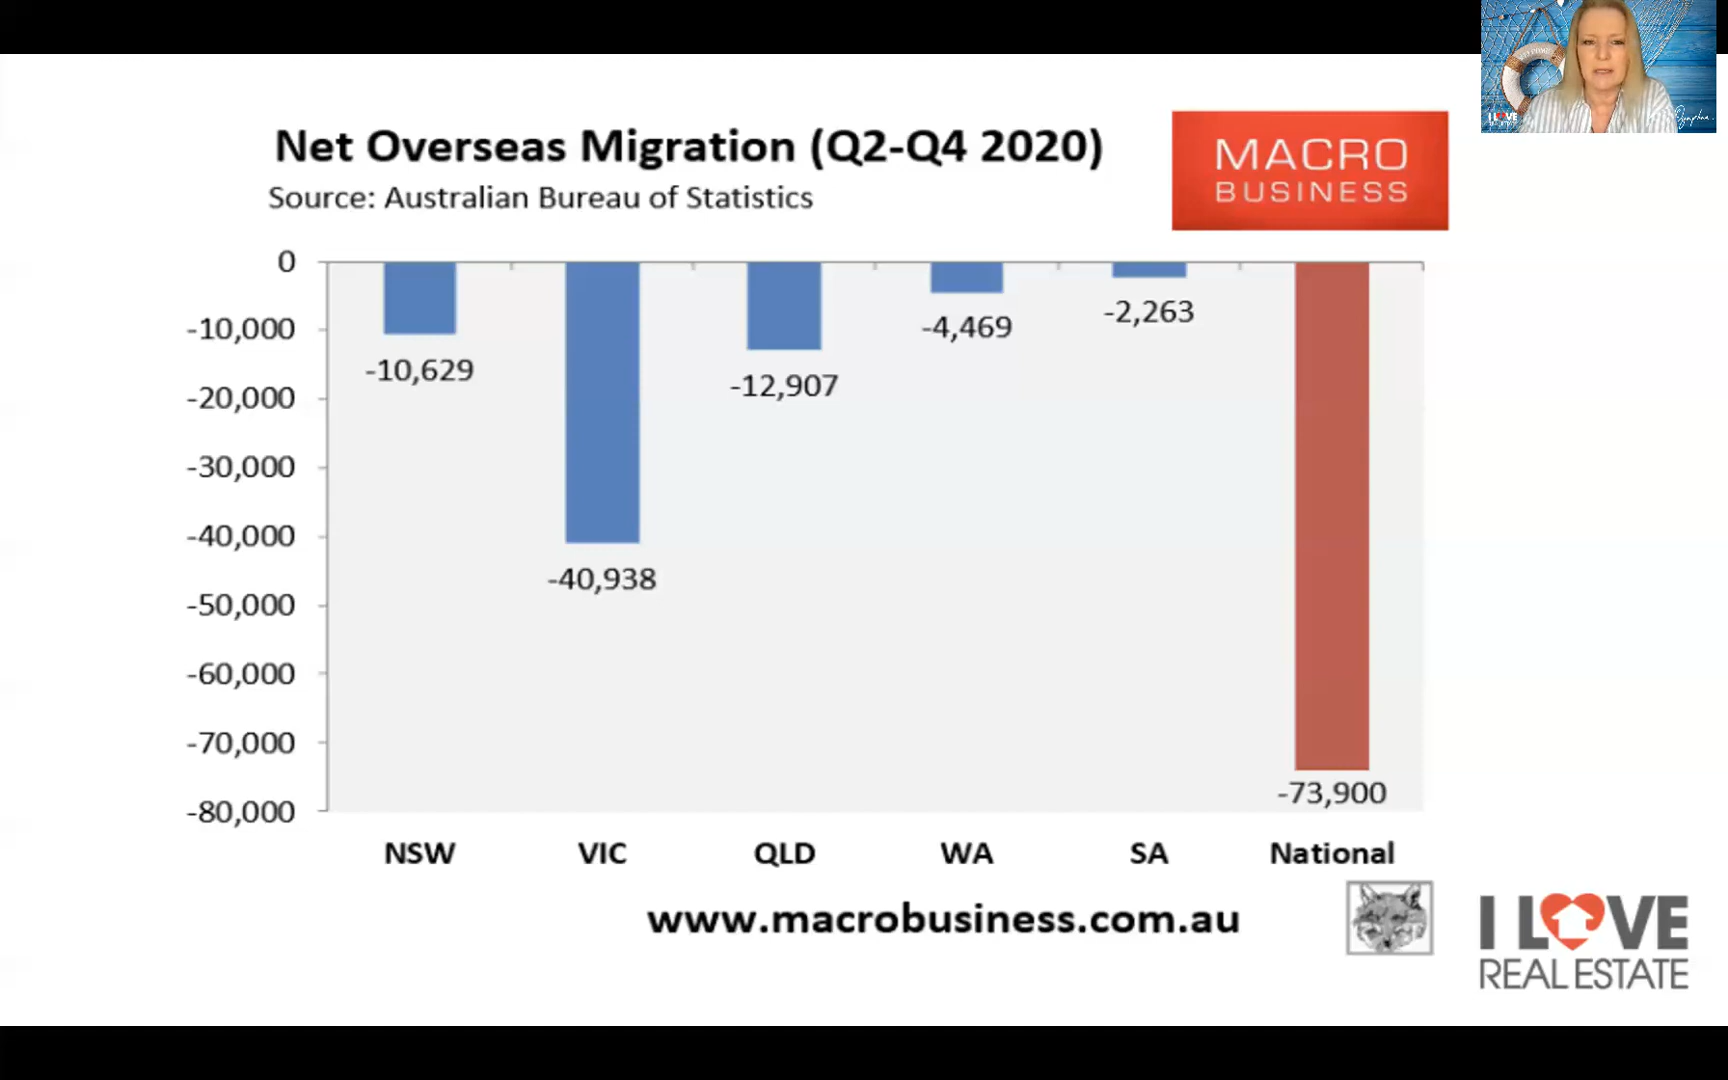 Net Overseas Migration (Q2-Q4 2020)
Source: Australian Bureau of Statistics
MACRO
BUSINESS
0
-10,000
-20,000
-30,000
-40,000
-50,000
-60,000
-70,000
-80,000
-10,629
-40,938
-12,907
-4,469
-2,263
-73,900
NSW VIC QLD WA SA National
www.macrobusiness.com.au
I LOVE
REAL ESTATE
I LOVE